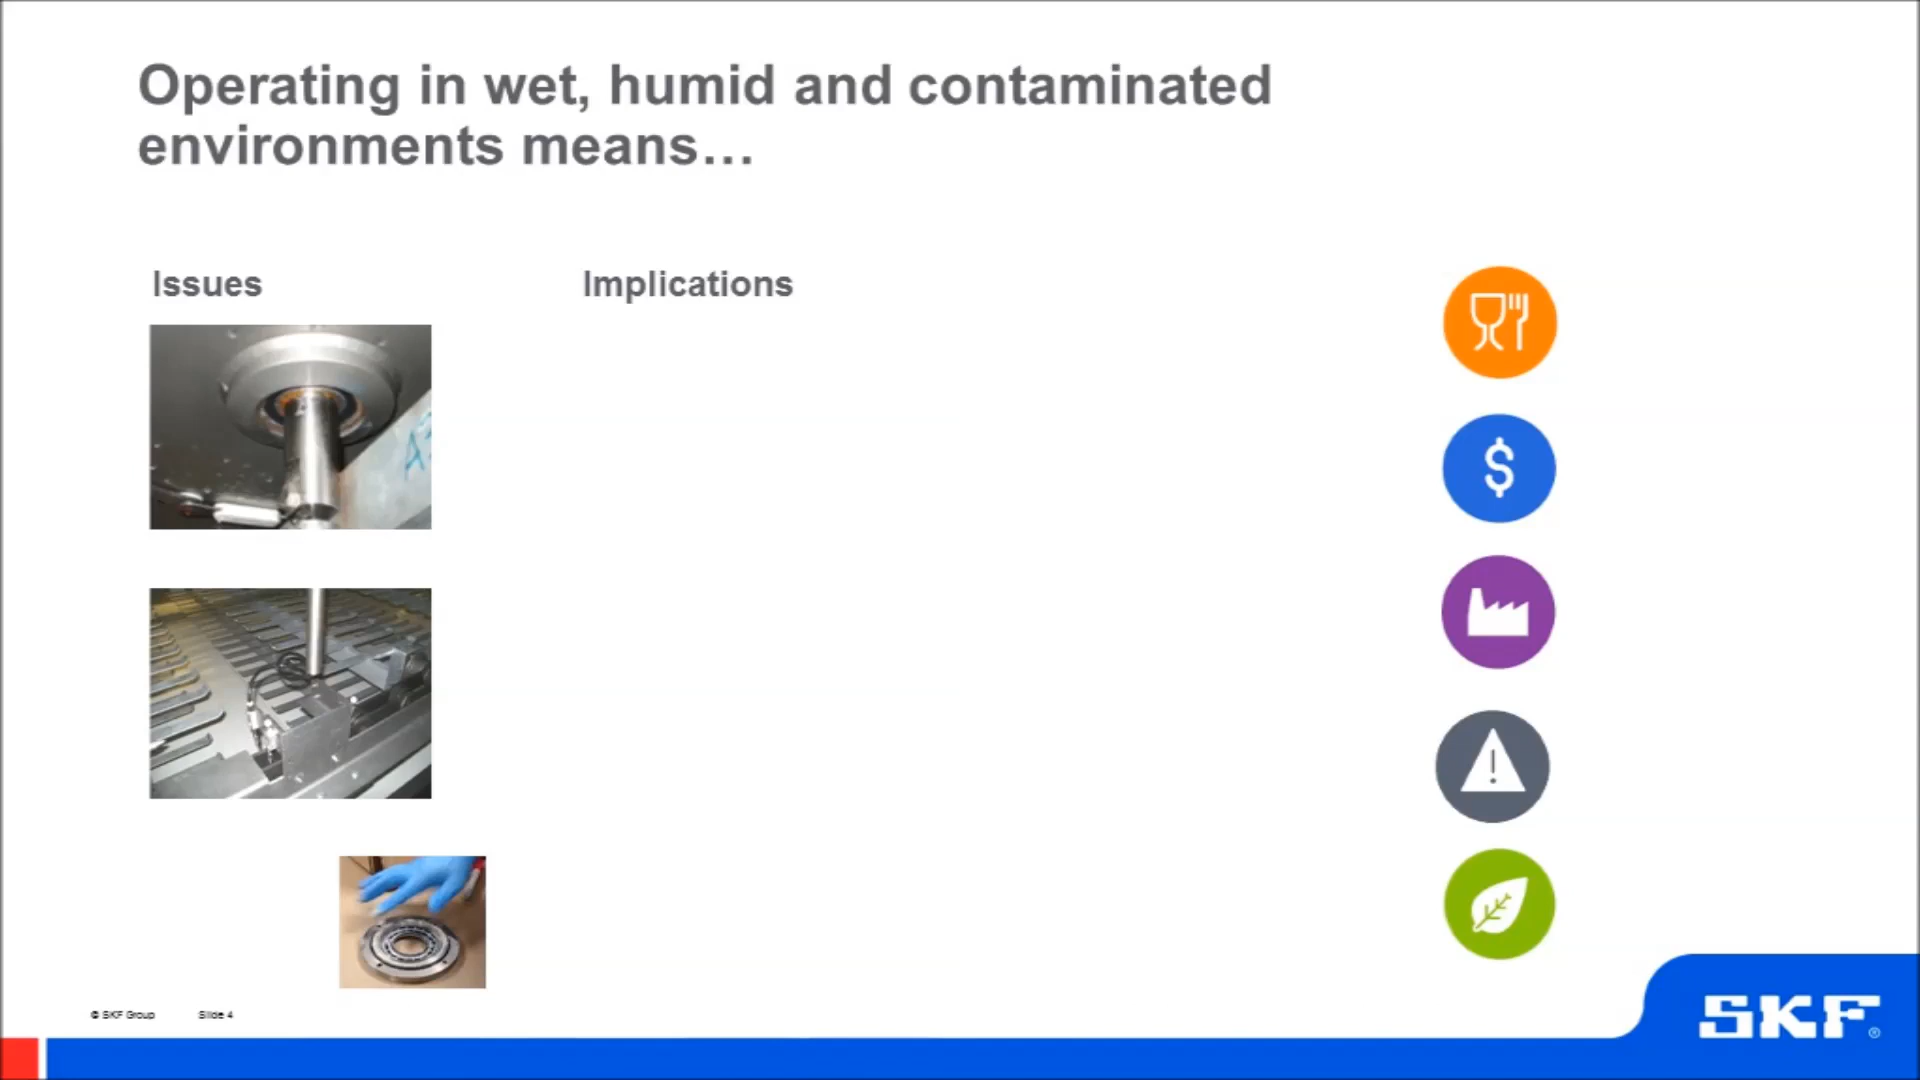 Operating in wet, humid and contaminated
environments means…
Issues
Implications
$
!
© SKF Group
Slide 4
SKF®